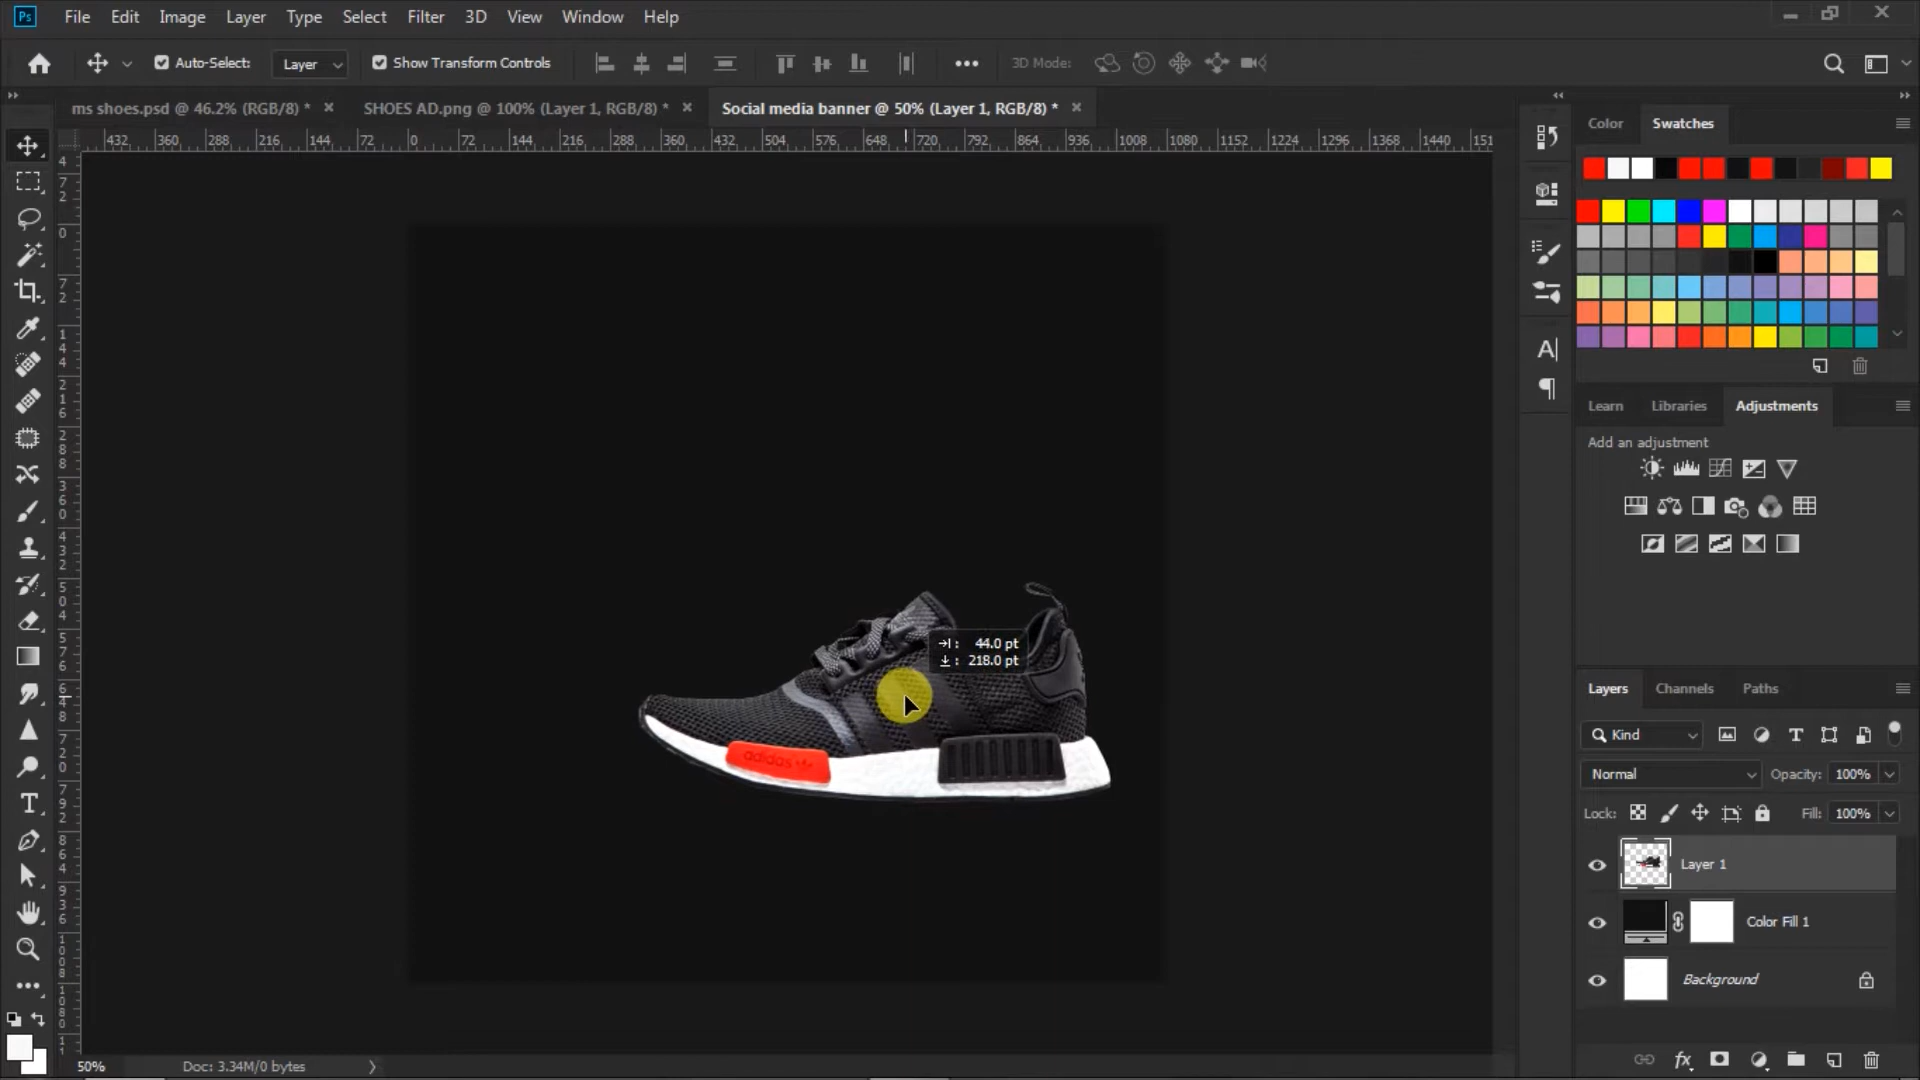 Ps File Edit Image Layer Type Select Filter 3D View Window Help
Auto-Select: Layer Show Transform Controls 3D Mode:
ms shoes.psd @ 46.2% (RGB/8) * × SHOES AD.png @ 100% (Layer 1, RGB/8) * × Social media banner @ 50% (Layer 1, RGB/8) * ×
432 360 288 216 144 72 0 72 144 216 288 360 432 504 576 648 720 792 864 936 1008 1080 1152 1224 1296 1368 1440 151
Color Swatches
Learn Libraries Adjustments
Add an adjustment
→: 44.0 pt
↓: 218.0 pt
adidas
Layers Channels Paths
Kind
Normal Opacity: 100%
Lock: Fill: 100%
Layer 1
Color Fill 1
Background
fx
50% Doc: 3.34M/0 bytes